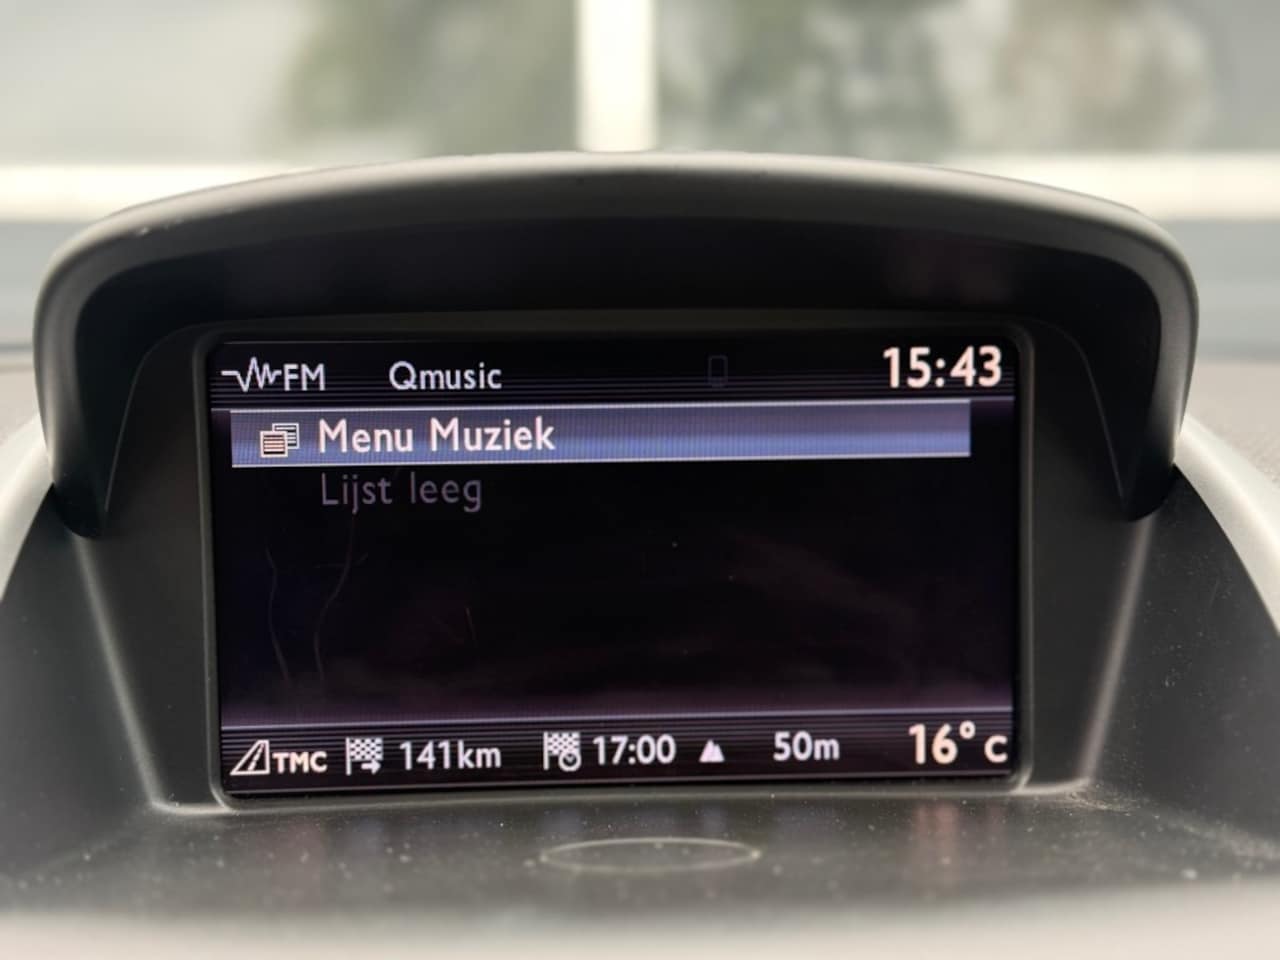 FM Qmusic 15:43
Menu Muziek
Lijst leeg
TMC 141km 17:00 50m 16°C